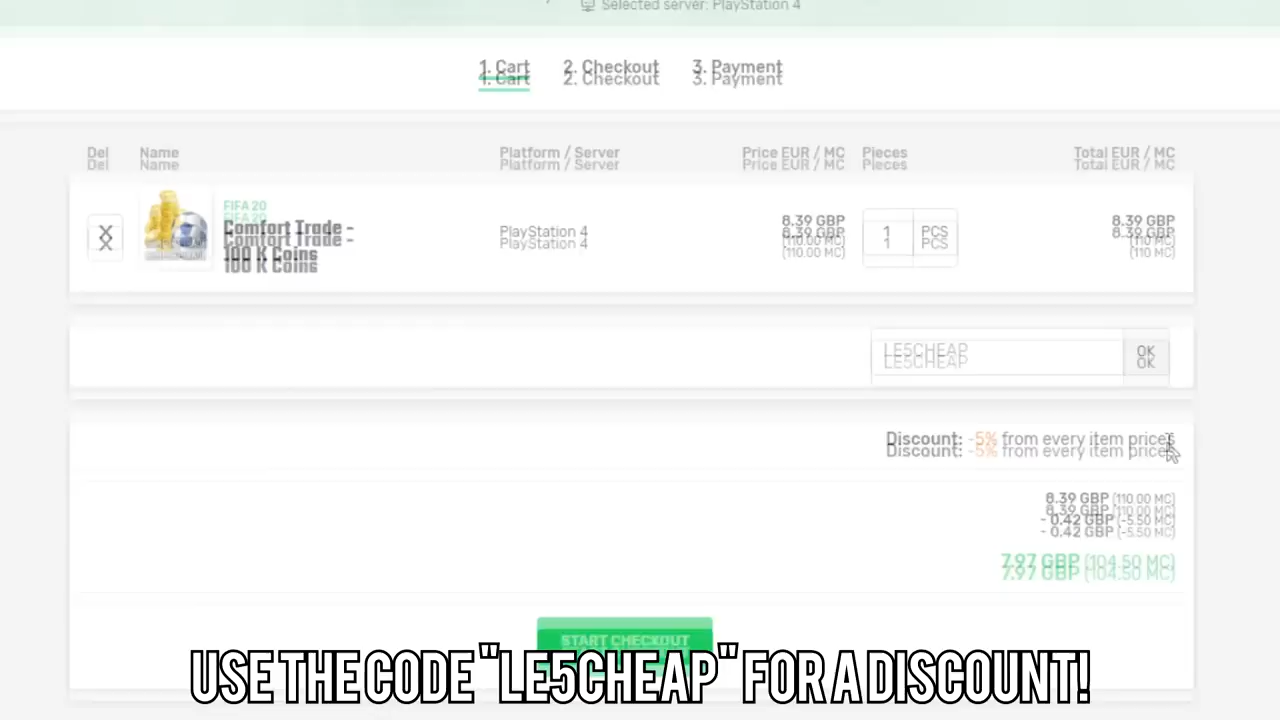 Selected server: PlayStation 4
1. Cart 2. Checkout 3. Payment
Del Name Platform / Server Price EUR / MC Pieces Total EUR / MC
FIFA 20
Comfort Trade -
100 K Coins
PlayStation 4
8.39 GBP
(110.00 MC)
1 PCS
8.39 GBP
(110 MC)
LE5CHEAP OK
Discount: -5% from every item prices
8.39 GBP (110.00 MC)
- 0.42 GBP (-5.50 MC)
7.97 GBP (104.50 MC)
START CHECKOUT
USE THE CODE "LE5CHEAP" FOR A DISCOUNT!